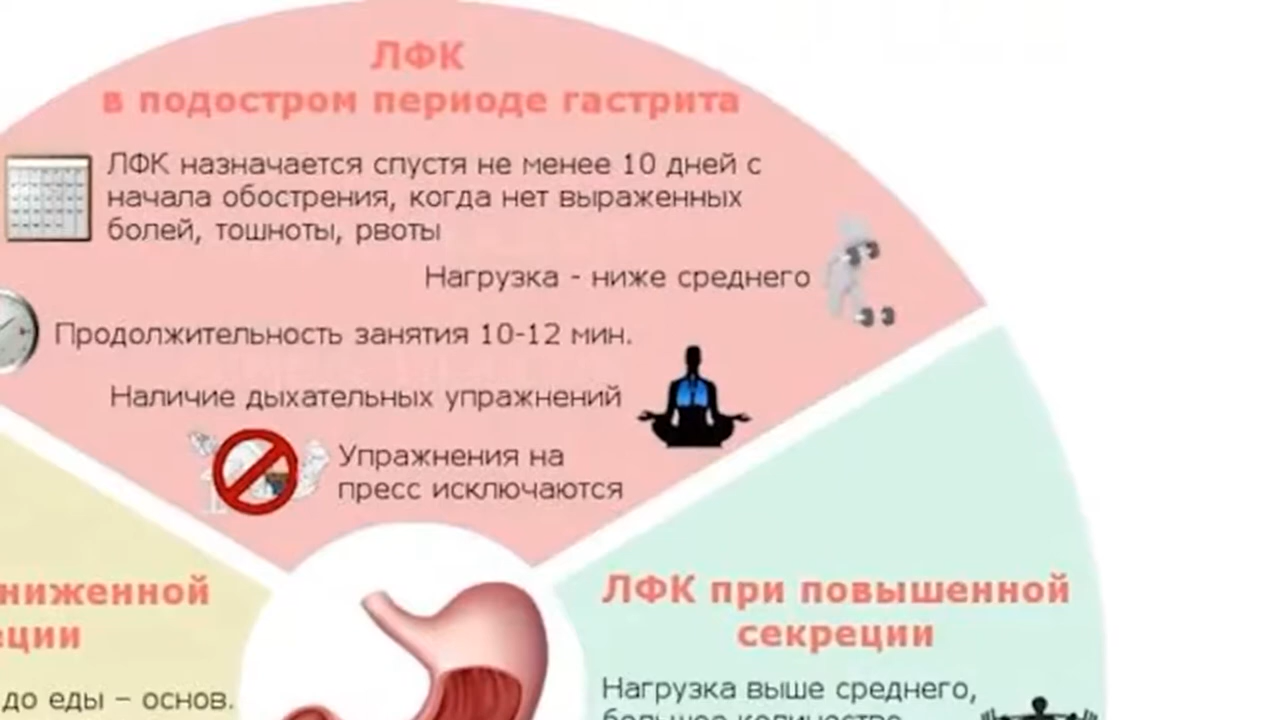 ЛФК
в подостром периоде гастрита
ЛФК назначается спустя не менее 10 дней с
начала обострения, когда нет выраженных
болей, тошноты, рвоты
Нагрузка - ниже среднего
Продолжительность занятия 10-12 мин.
Наличие дыхательных упражнений
Упражнения на
пресс исключаются
ниженной
ции
до еды – основ.
ЛФК при повышенной
секреции
Нагрузка выше среднего,
большое количество